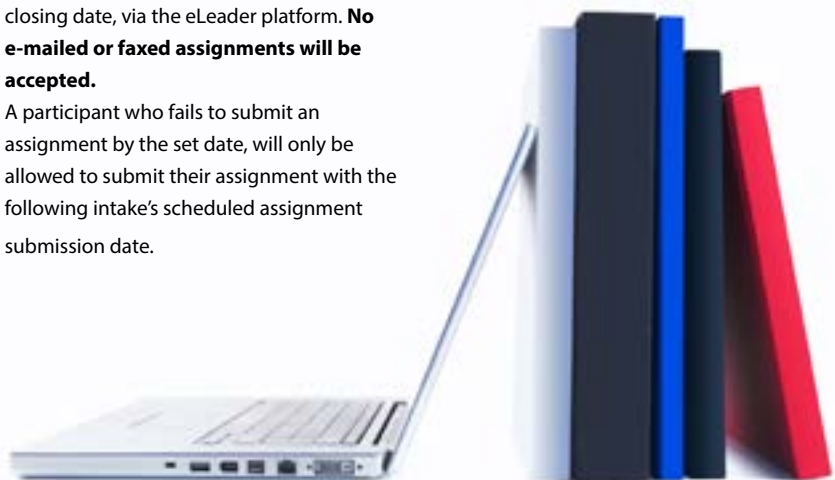 closing date, via the eLeader platform. No
e-mailed or faxed assignments will be
accepted.
A participant who fails to submit an
assignment by the set date, will only be
allowed to submit their assignment with the
following intake's scheduled assignment
submission date.